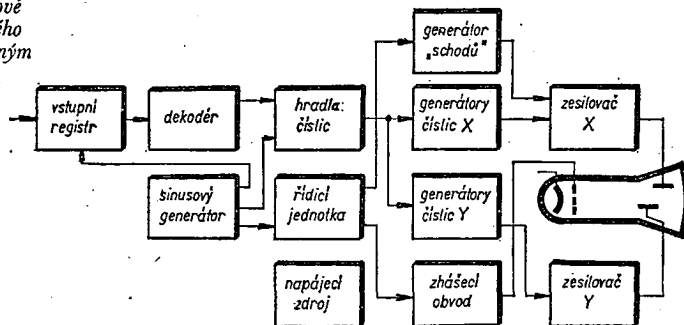 ově
ého
ným
generátor
„schodů“
vstupní
registr
dekodér
hradla:
číslic
generátory
číslic X
zesilovač
X
sinusový
generátor
řídicí
jednotka
generátory
číslic Y
napájecí
zdroj
zhášecí
obvod
zesilovač
Y